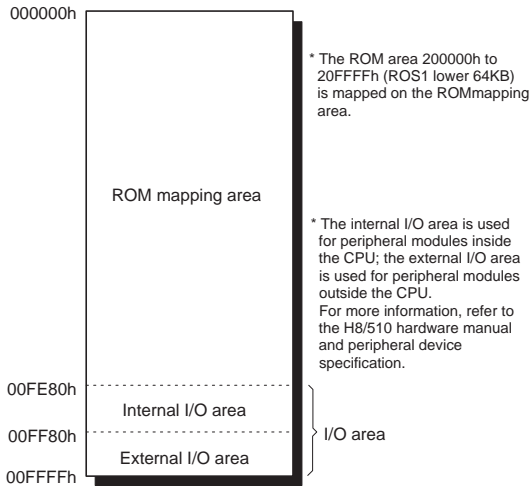 000000h
* The ROM area 200000h to
20FFFFh (ROS1 lower 64KB)
is mapped on the ROMmapping
area.
ROM mapping area
* The internal I/O area is used
for peripheral modules inside
the CPU; the external I/O area
is used for peripheral modules
outside the CPU.
For more information, refer to
the H8/510 hardware manual
and peripheral device
specification.
00FE80h
Internal I/O area
00FF80h
I/O area
External I/O area
00FFFFh